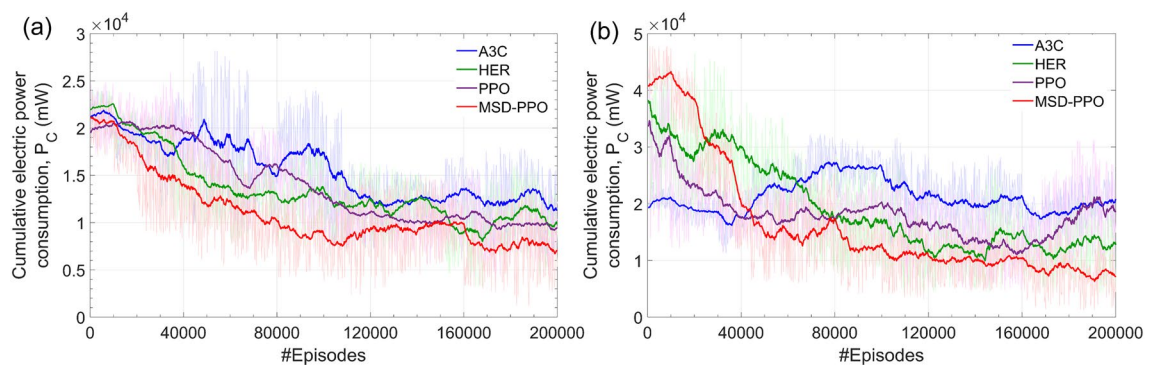 (a)
×10⁴
Cumulative electric power
consumption, P_C (mW)
3
2.5
2
1.5
1
0.5
0
0 40000 80000 120000 160000 200000
#Episodes
A3C
HER
PPO
MSD-PPO
(b)
×10⁴
Cumulative electric power
consumption, P_C (mW)
5
4
3
2
1
0
0 40000 80000 120000 160000 200000
#Episodes
A3C
HER
PPO
MSD-PPO